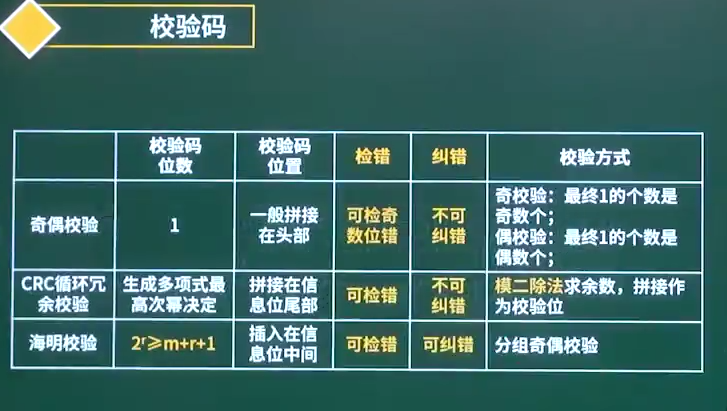 校验码
校验码
位数
校验码
位置
检错
纠错
校验方式
奇偶校验
1
一般拼接
在头部
可检奇
数位错
不可
纠错
奇校验：最终1的个数是
奇数个；
偶校验：最终1的个数是
偶数个；
CRC循环冗
余校验
生成多项式最
高次幂决定
拼接在信
息位尾部
可检错
不可
纠错
模二除法求余数，拼接作
为校验位
海明校验
2ʳ≥m+r+1
插入在信
息位中间
可检错
可纠错
分组奇偶校验